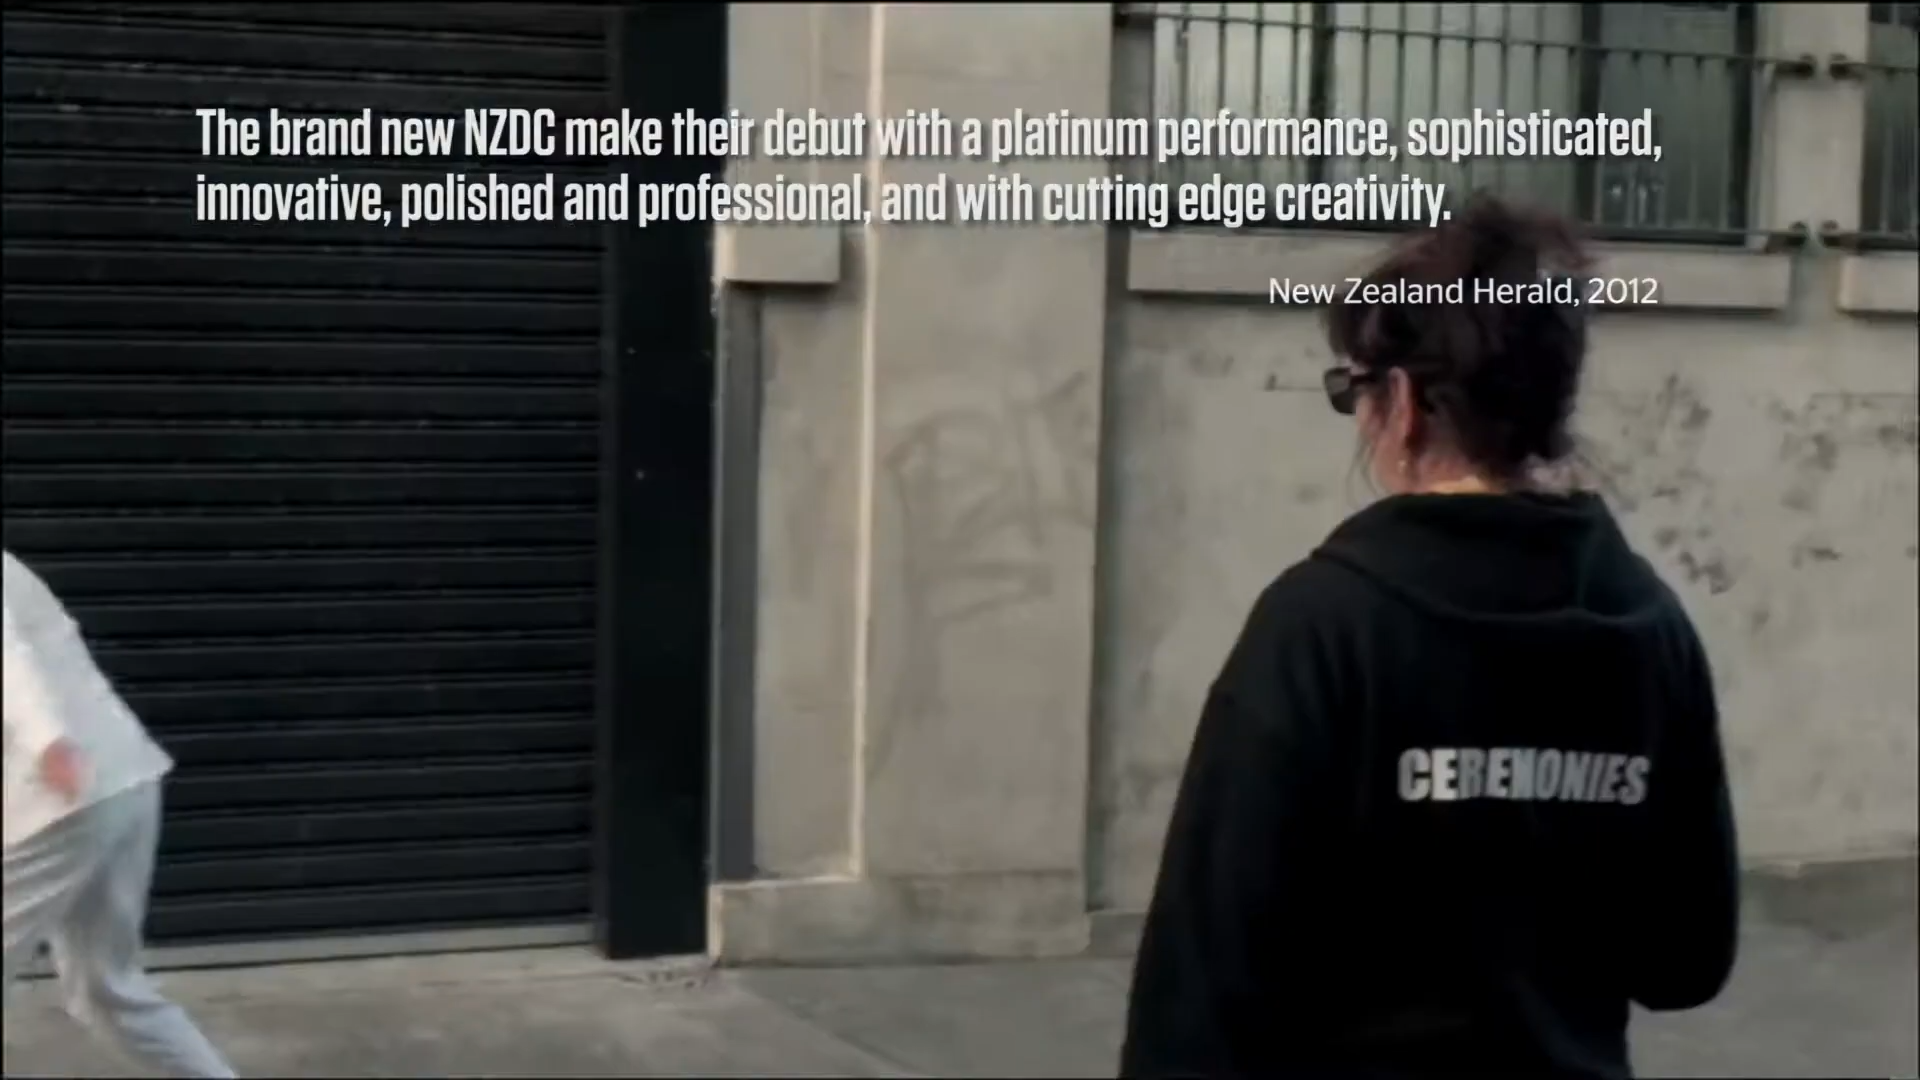 The brand new NZDC make their debut with a platinum performance, sophisticated,
innovative, polished and professional, and with cutting edge creativity.
New Zealand Herald, 2012
CEREMONIES